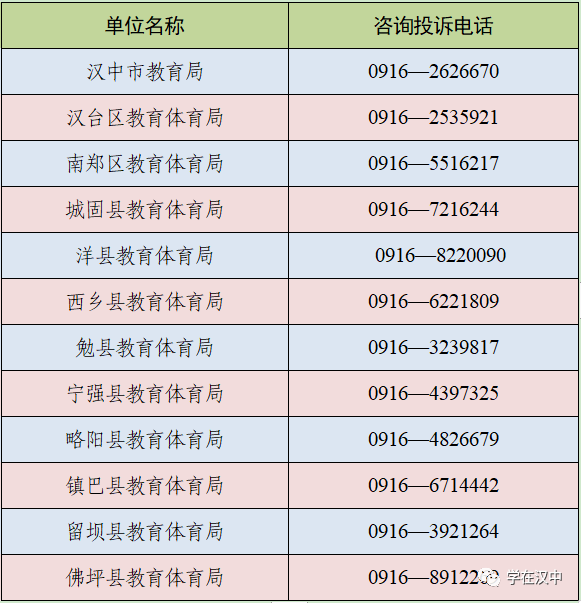 单位名称 咨询投诉电话
汉中市教育局 0916—2626670
汉台区教育体育局 0916—2535921
南郑区教育体育局 0916—5516217
城固县教育体育局 0916—7216244
洋县教育体育局 0916—8220090
西乡县教育体育局 0916—6221809
勉县教育体育局 0916—3239817
宁强县教育体育局 0916—4397325
略阳县教育体育局 0916—4826679
镇巴县教育体育局 0916—6714442
留坝县教育体育局 0916—3921264
佛坪县教育体育局
学在汉中